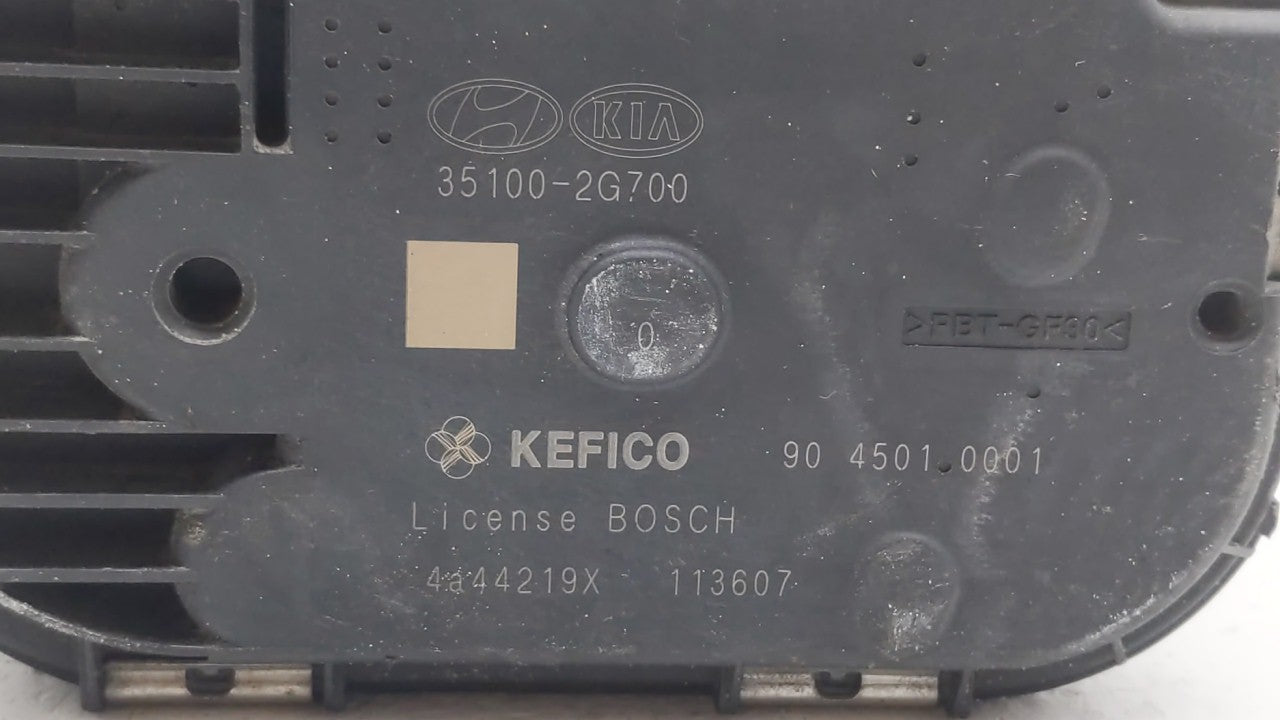 KIA
35100-2G700
0
>PBT-GF30<
KEFICO 90 4501 0001
License BOSCH
4a44219X 113607